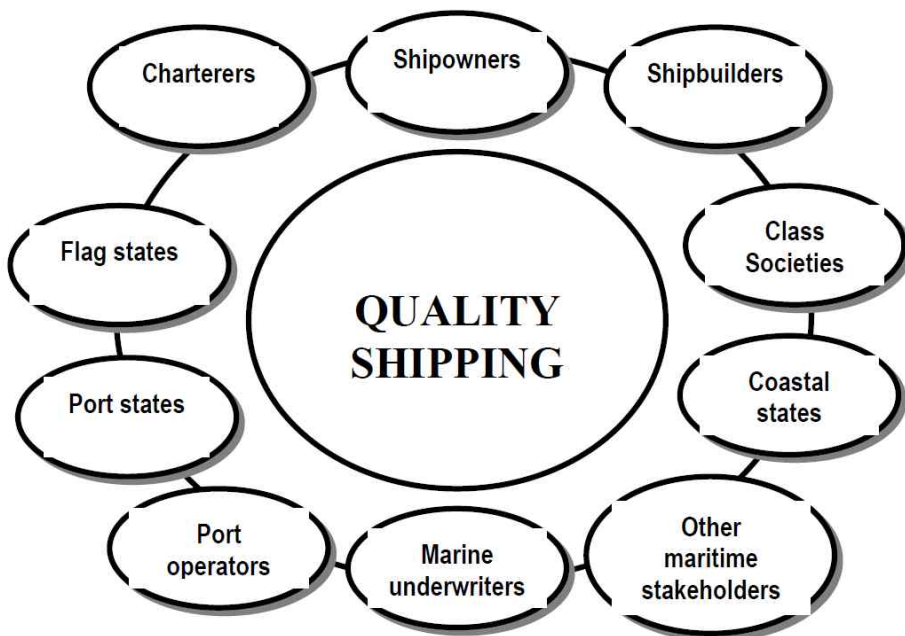 Charterers
Shipowners
Shipbuilders
Flag states
Class
Societies
QUALITY
SHIPPING
Port states
Coastal
states
Port
operators
Marine
underwriters
Other
maritime
stakeholders